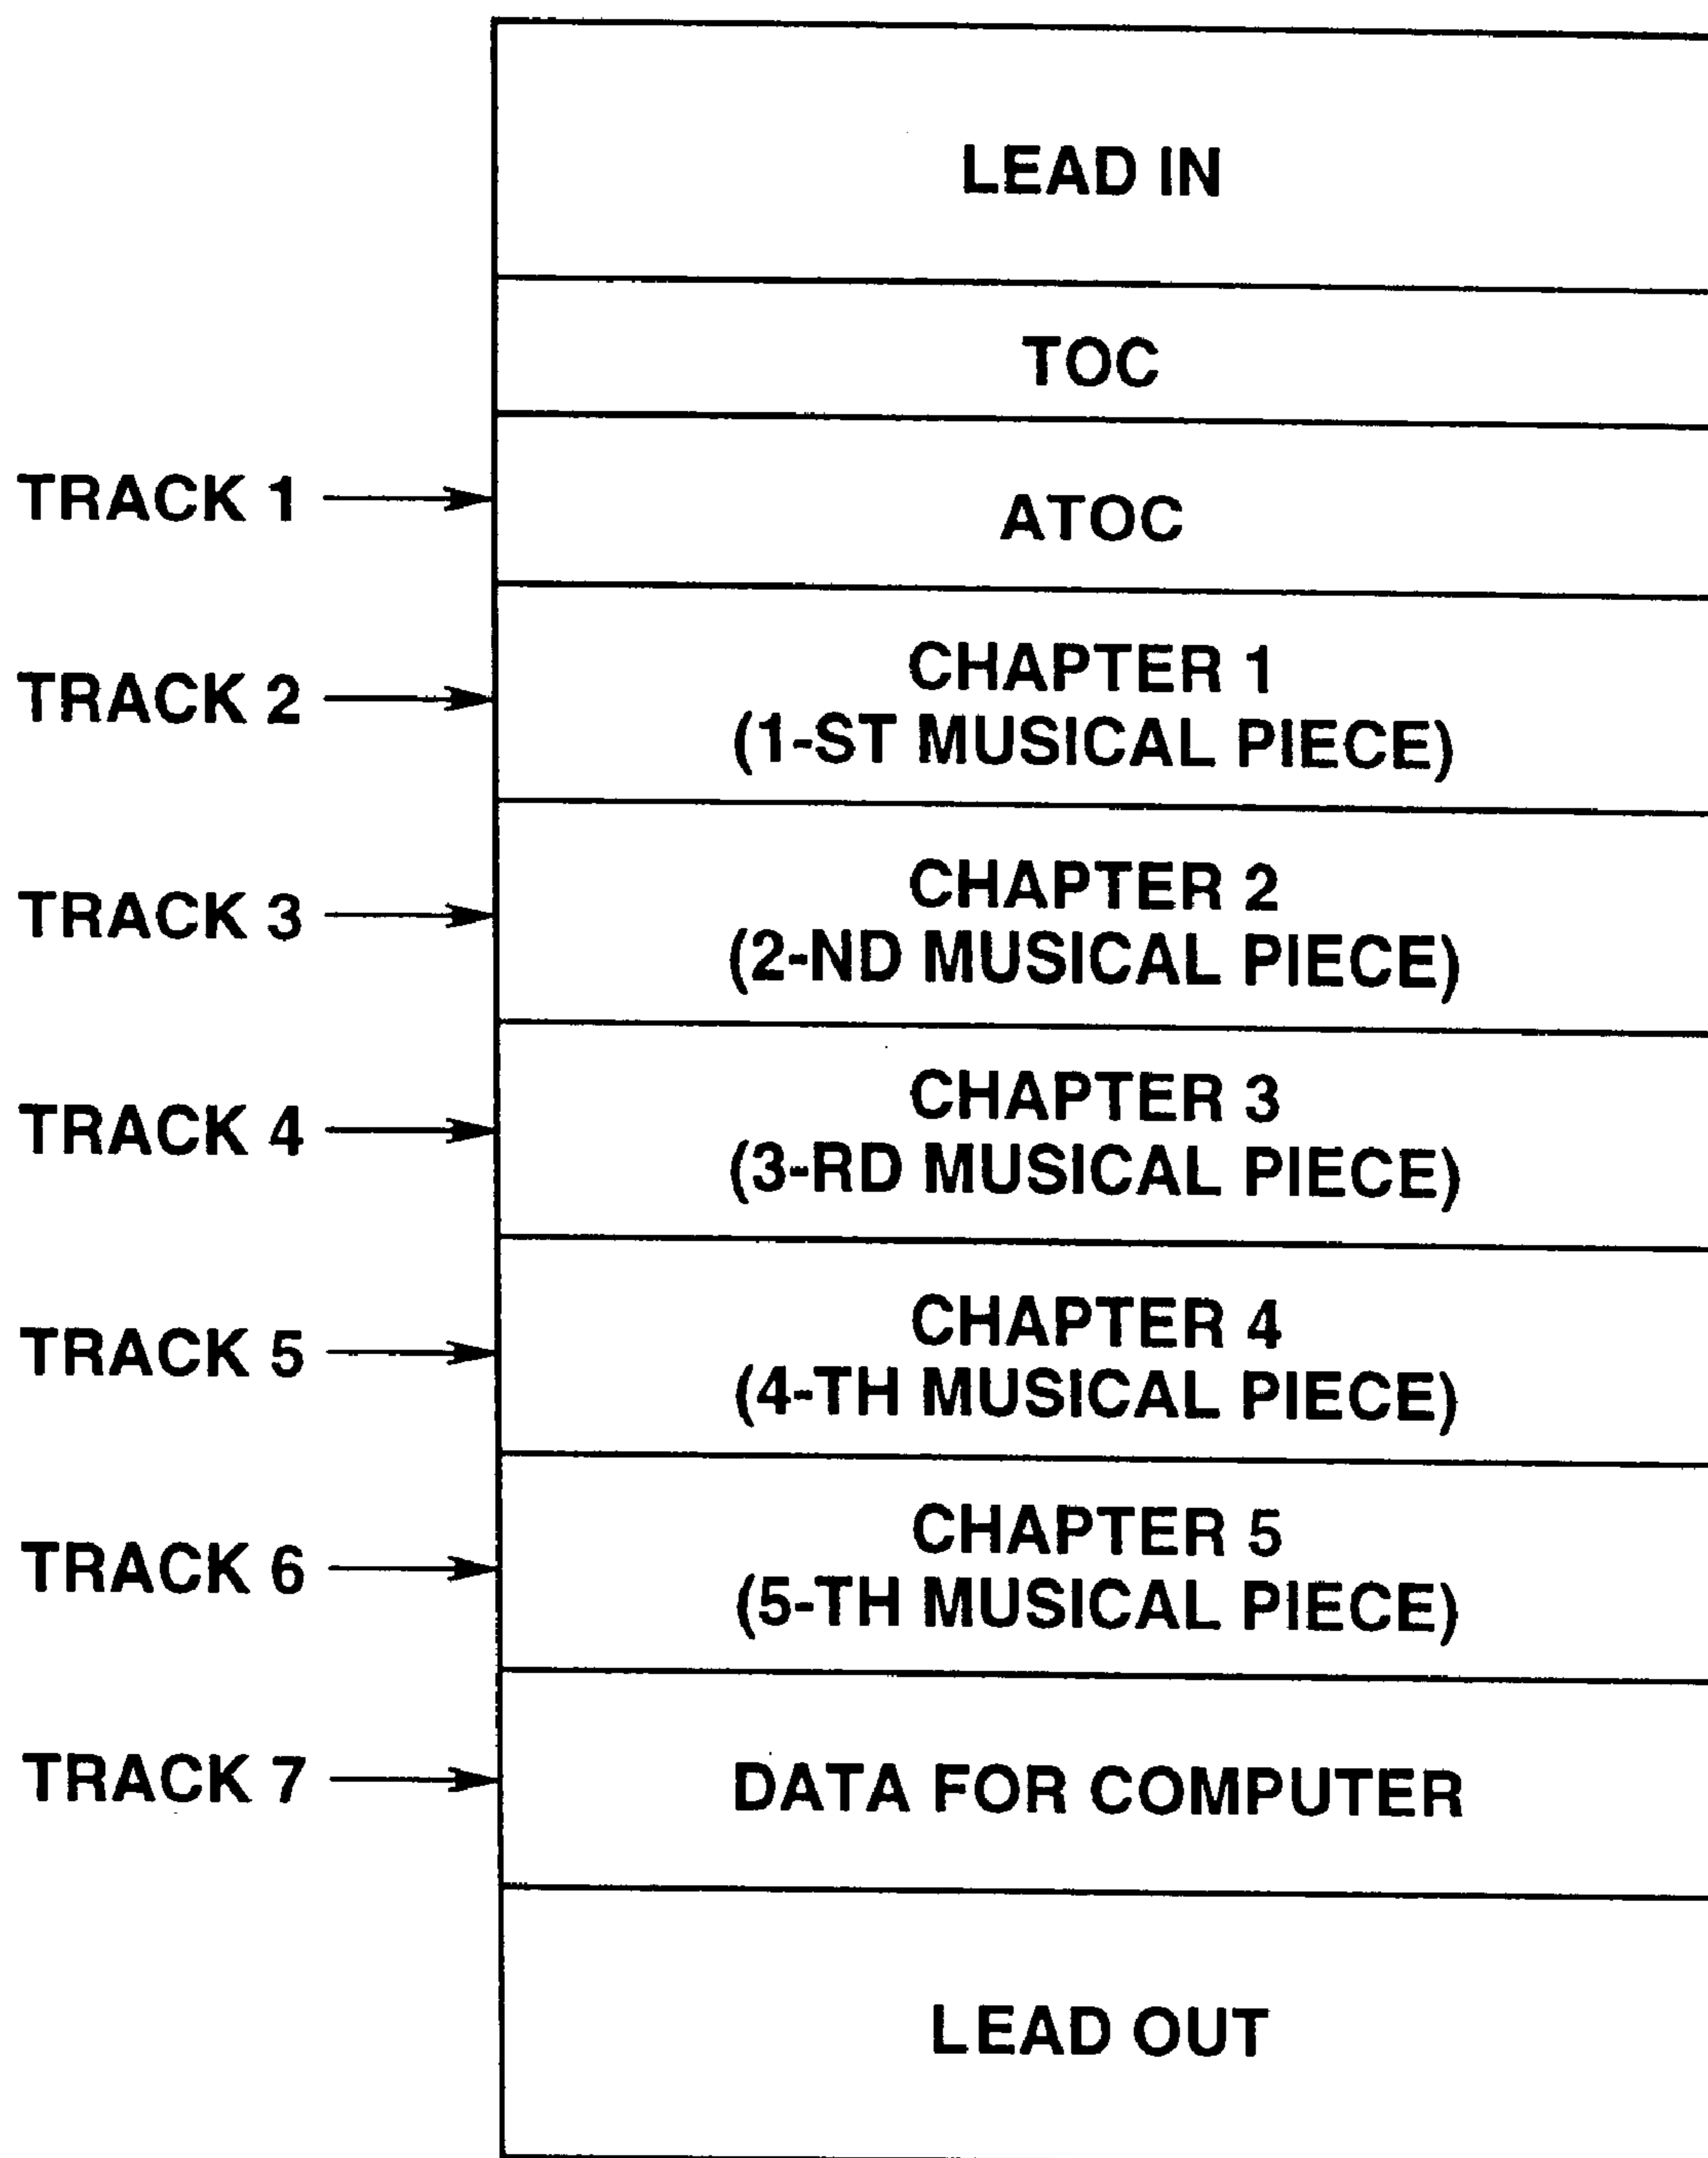 LEAD IN
TOC
TRACK 1
ATOC
TRACK 2
CHAPTER 1
(1-ST MUSICAL PIECE)
TRACK 3
CHAPTER 2
(2-ND MUSICAL PIECE)
TRACK 4
CHAPTER 3
(3-RD MUSICAL PIECE)
TRACK 5
CHAPTER 4
(4-TH MUSICAL PIECE)
TRACK 6
CHAPTER 5
(5-TH MUSICAL PIECE)
TRACK 7
DATA FOR COMPUTER
LEAD OUT